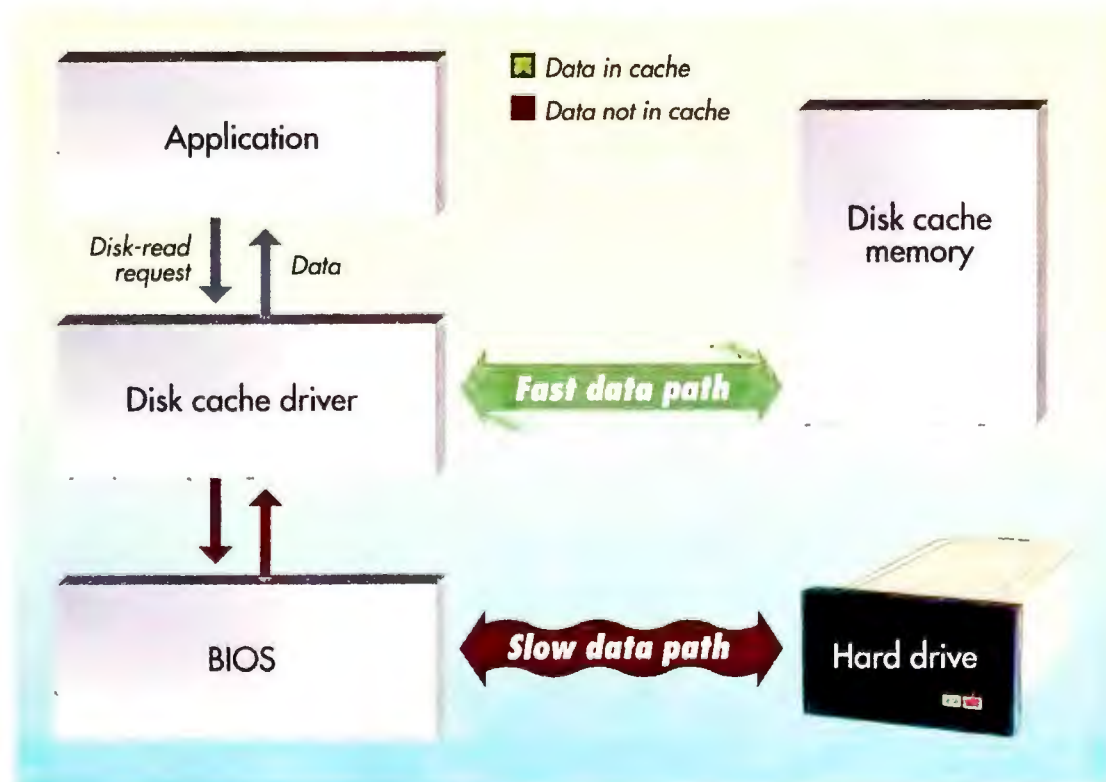 Data in cache
Data not in cache
Application
Disk cache
memory
Disk-read
request
Data
Disk cache driver
Fast data path
BIOS
Slow data path
Hard drive